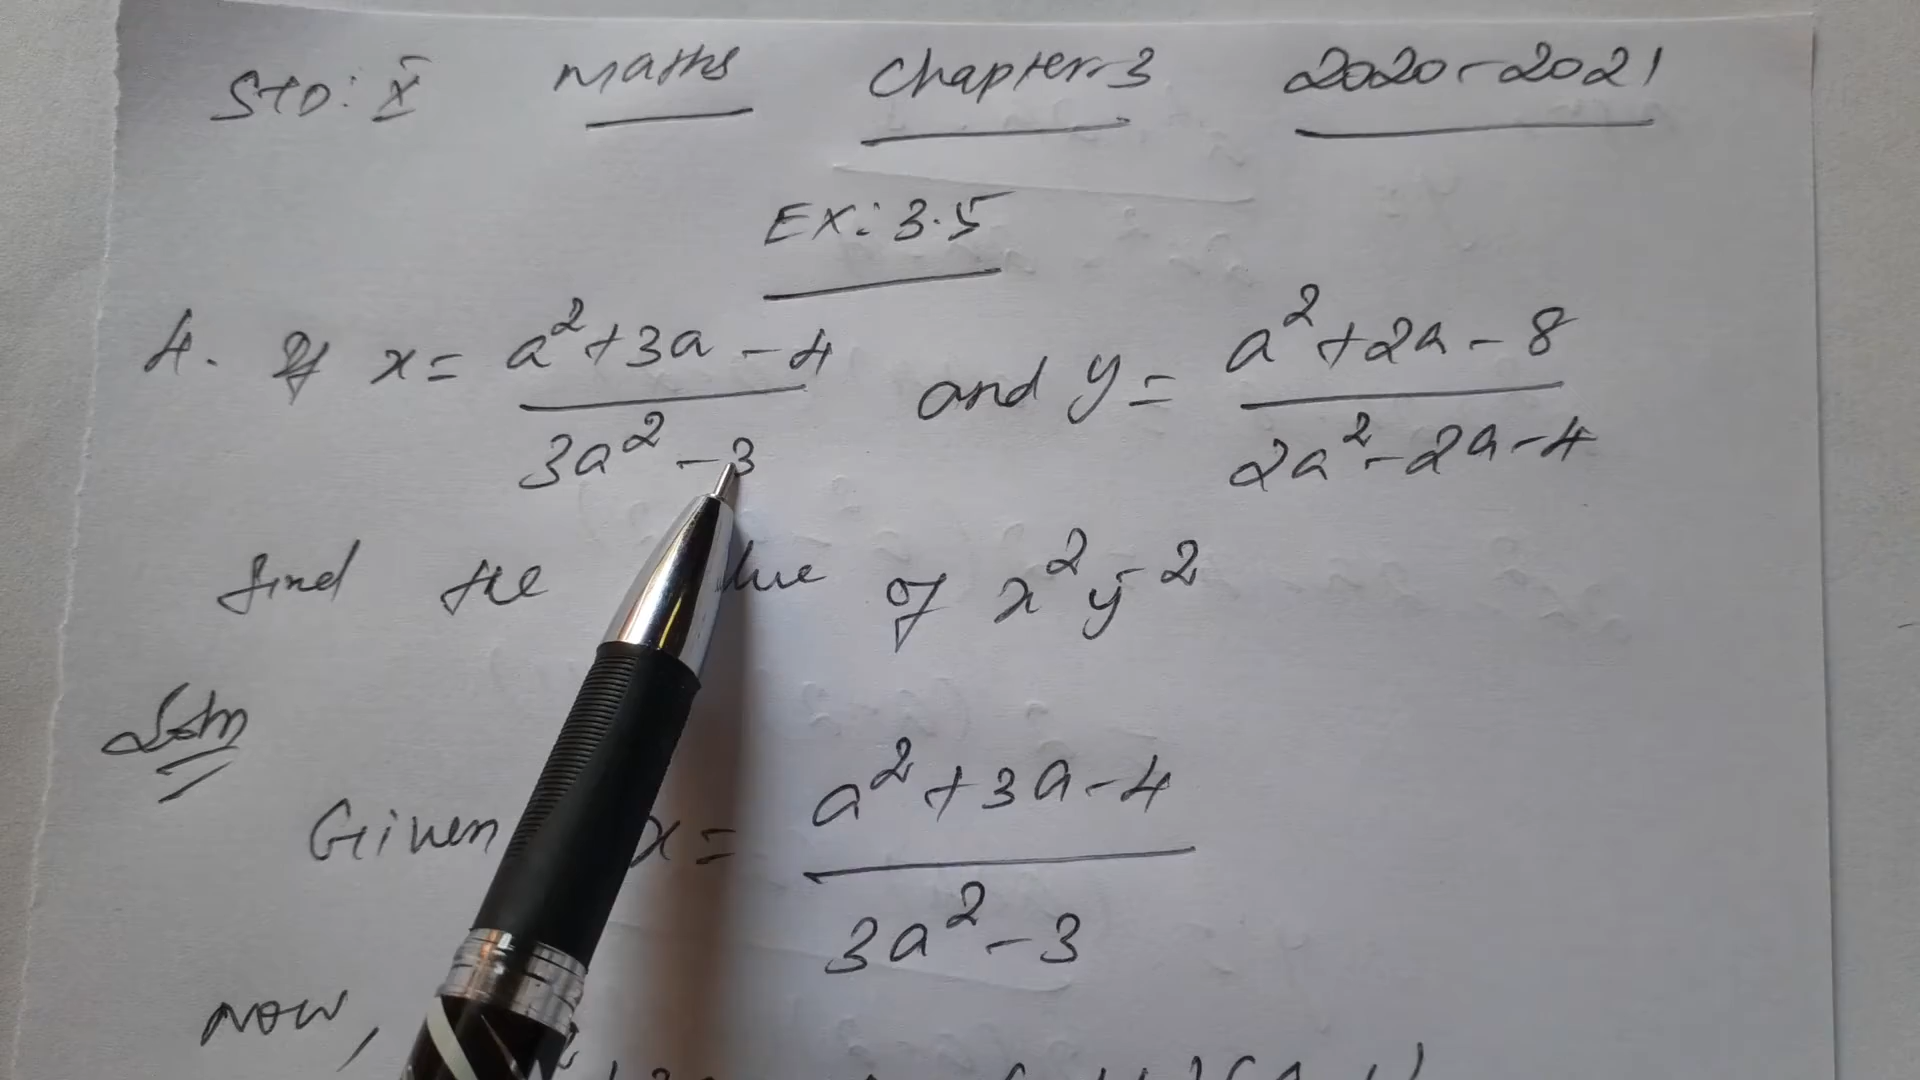 STD: X Maths Chapter-3 2020-2021
EX: 3.5
4. If x = a²+3a-4 / 3a²-3 and y = a²+2a-8 / 2a²-2a-4
find the of x²y⁻²
Soln
Given x = a²+3a-4 / 3a²-3
Now,